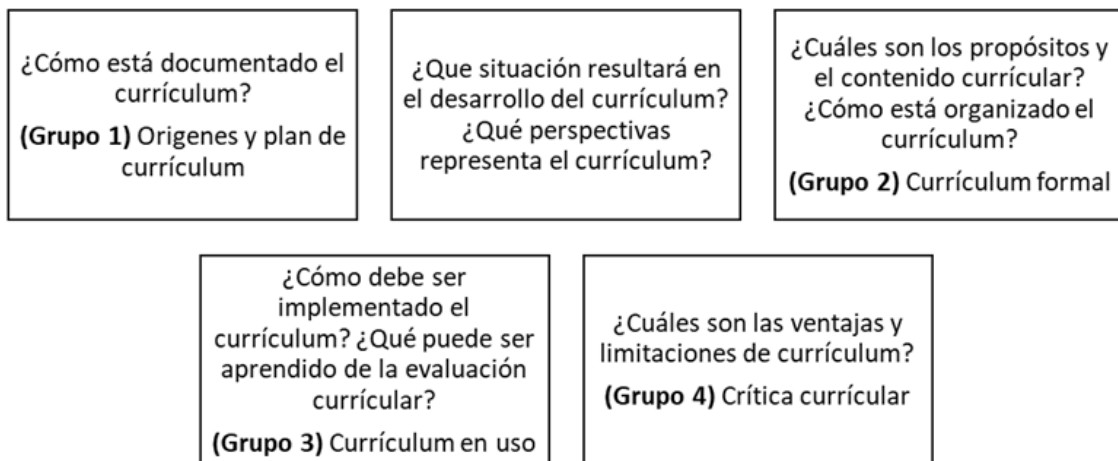 ¿Cómo está documentado el
currículum?
(Grupo 1) Origenes y plan de
currículum
¿Que situación resultará en
el desarrollo del currículum?
¿Qué perspectivas
representa el currículum?
¿Cuáles son los propósitos y
el contenido currícular?
¿Cómo está organizado el
currículum?
(Grupo 2) Currículum formal
¿Cómo debe ser
implementado el
currículum? ¿Qué puede ser
aprendido de la evaluación
currícular?
(Grupo 3) Currículum en uso
¿Cuáles son las ventajas y
limitaciones de currículum?
(Grupo 4) Crítica currícular